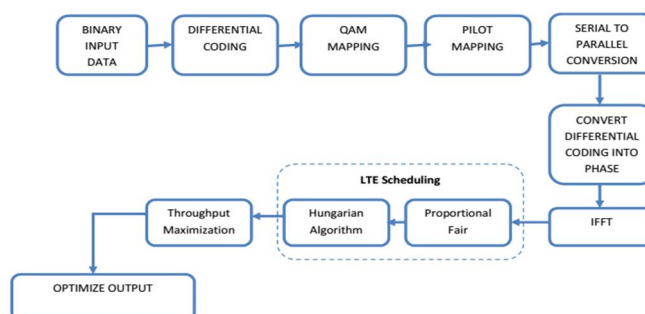 BINARY
INPUT
DATA
DIFFERENTIAL
CODING
QAM
MAPPING
PILOT
MAPPING
SERIAL TO
PARALLEL
CONVERSION
CONVERT
DIFFERENTIAL
CODING INTO
PHASE
IFFT
LTE Scheduling
Proportional
Fair
Hungarian
Algorithm
Throughput
Maximization
OPTIMIZE OUTPUT